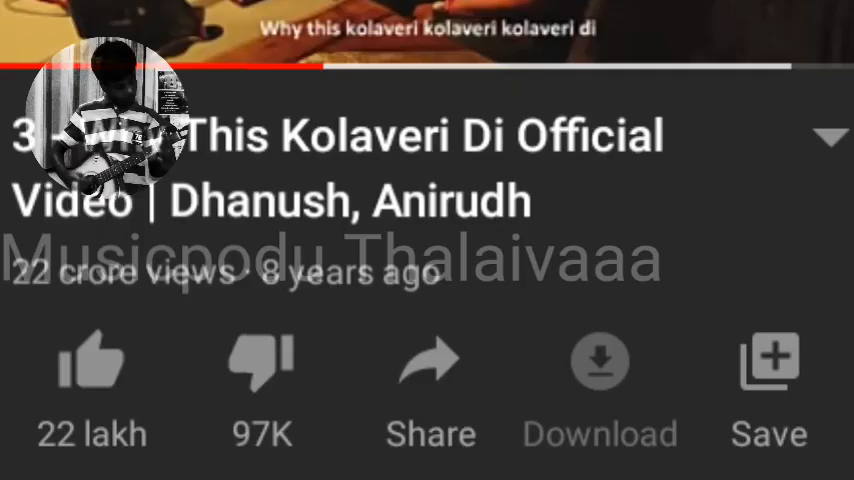 Why this kolaveri kolaveri kolaveri di
3 - Why This Kolaveri Di Official
Video | Dhanush, Anirudh
Musicpodu Thalaivaaa
22 crore views · 8 years ago
22 lakh
97K
Share
Download
Save